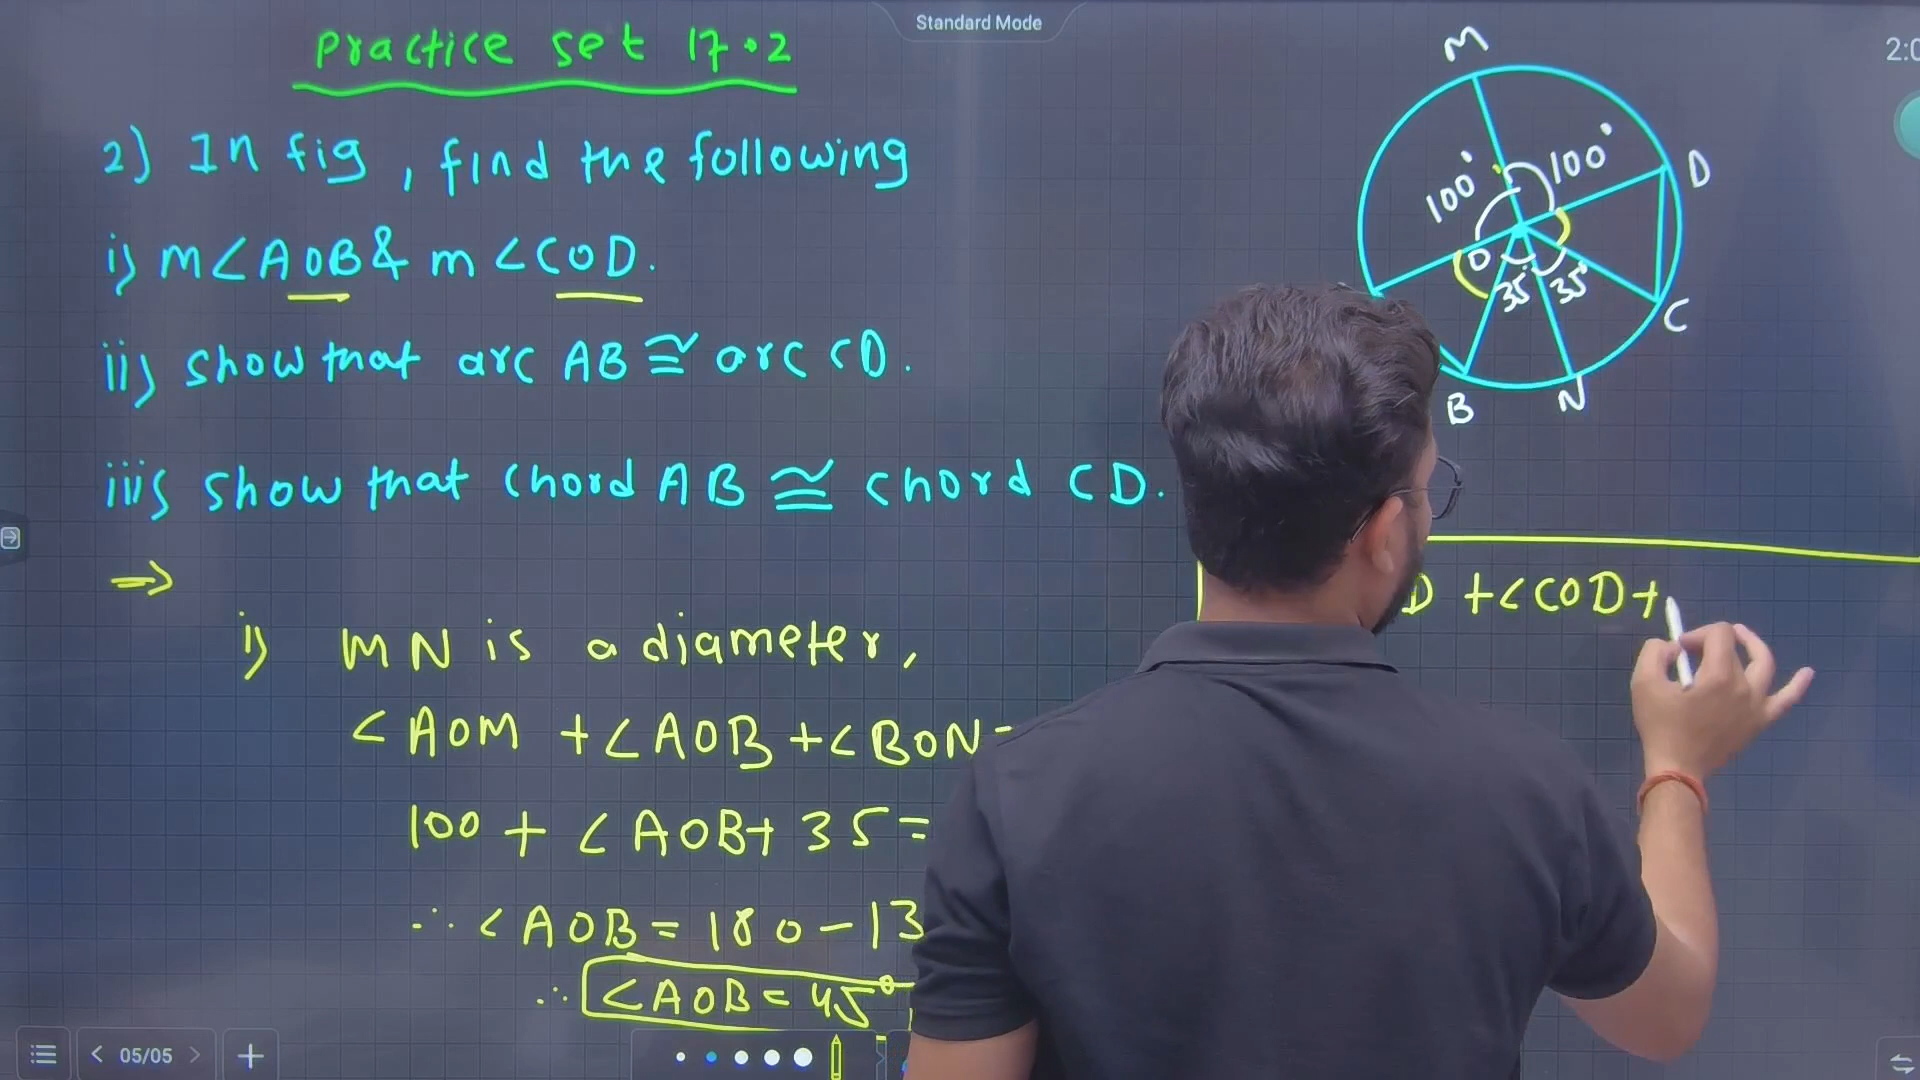 Standard Mode
Practice set 17.2
2) In fig, find the following
i) m∠AOB & m∠COD.
ii) show that arc AB ≅ arc CD.
iii) show that chord AB ≅ chord CD.
⇒
i) MN is a diameter,
∠AOM + ∠AOB + ∠BON =
100 + ∠AOB + 35 =
∴ ∠AOB = 180 - 13
∴ ∠AOB = 45°
M
100°
100°
D
O
35°
35°
C
B
N
D + ∠COD +
05/05